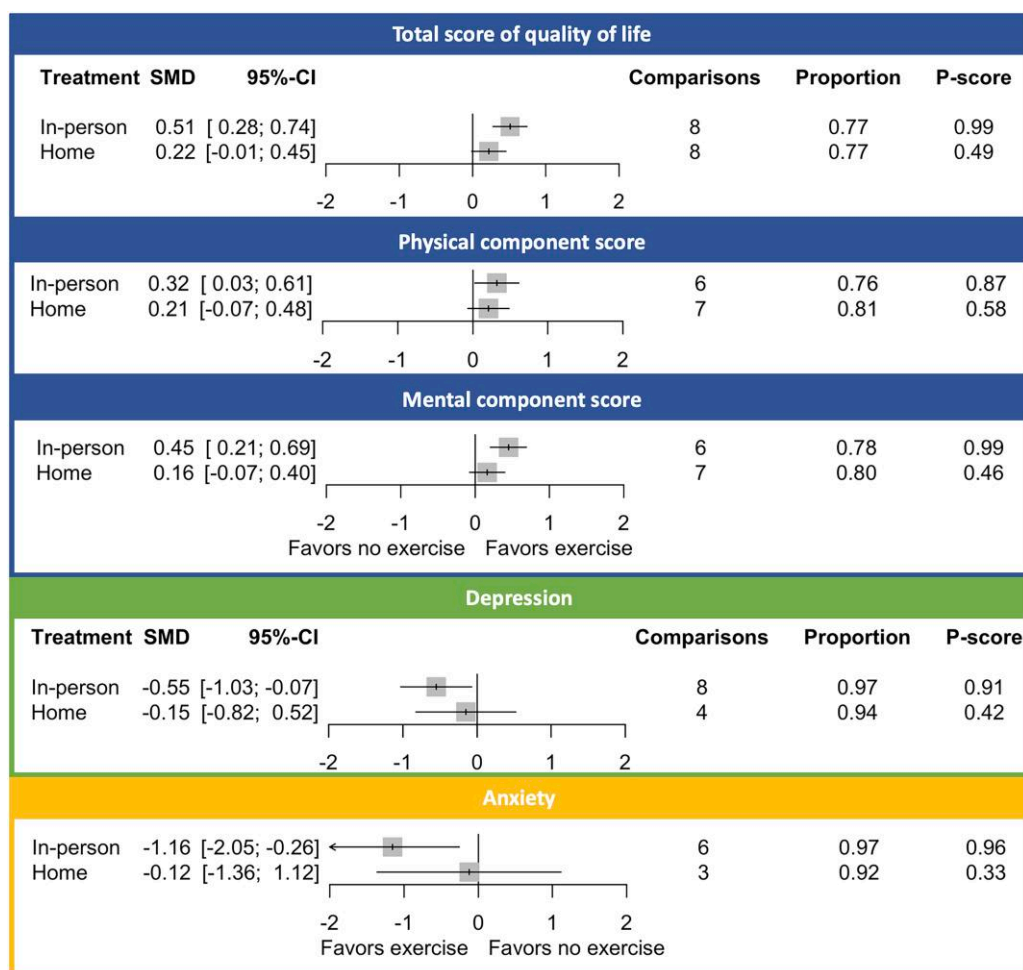 Total score of quality of life
Treatment SMD 95%-CI Comparisons Proportion P-score
In-person 0.51 [ 0.28; 0.74] 8 0.77 0.99
Home 0.22 [-0.01; 0.45] 8 0.77 0.49
-2 -1 0 1 2
Physical component score
In-person 0.32 [ 0.03; 0.61] 6 0.76 0.87
Home 0.21 [-0.07; 0.48] 7 0.81 0.58
-2 -1 0 1 2
Mental component score
In-person 0.45 [ 0.21; 0.69] 6 0.78 0.99
Home 0.16 [-0.07; 0.40] 7 0.80 0.46
-2 -1 0 1 2
Favors no exercise Favors exercise
Depression
Treatment SMD 95%-CI Comparisons Proportion P-score
In-person -0.55 [-1.03; -0.07] 8 0.97 0.91
Home -0.15 [-0.82; 0.52] 4 0.94 0.42
-2 -1 0 1 2
Anxiety
In-person -1.16 [-2.05; -0.26] 6 0.97 0.96
Home -0.12 [-1.36; 1.12] 3 0.92 0.33
-2 -1 0 1 2
Favors exercise Favors no exercise